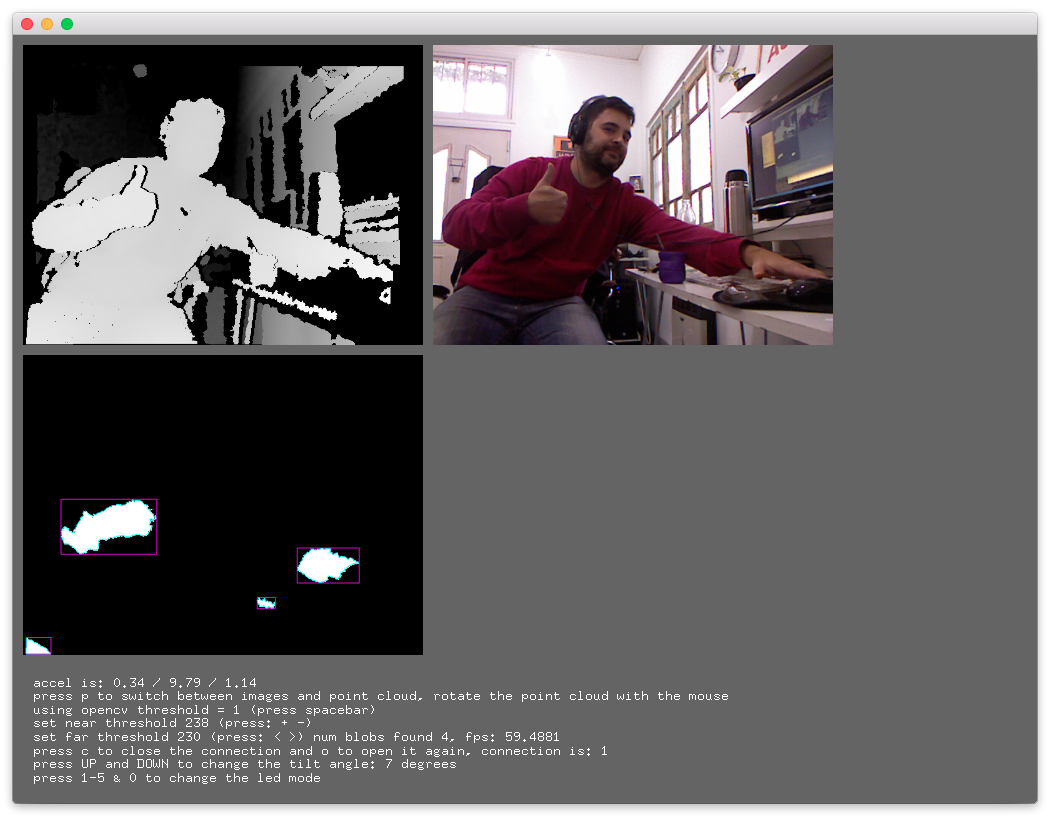 accel is: 0.34 / 9.79 / 1.14
press p to switch between images and point cloud, rotate the point cloud with the mouse
using opencv threshold = 1 (press spacebar)
set near threshold 238 (press: + -)
set far threshold 230 (press: < >) num blobs found 4, fps: 59.4881
press c to close the connection and o to open it again, connection is: 1
press UP and DOWN to change the tilt angle: 7 degrees
press 1-5 & 0 to change the led mode